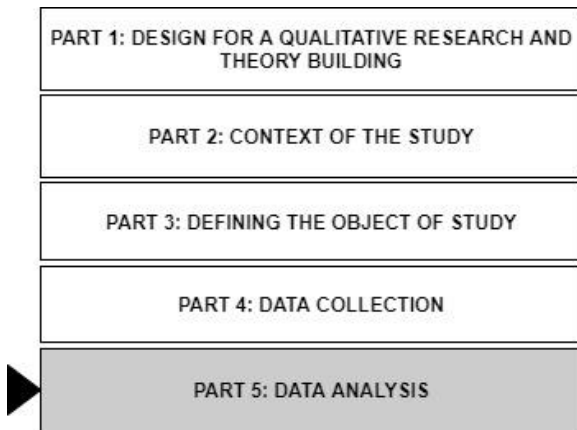 PART 1: DESIGN FOR A QUALITATIVE RESEARCH AND
THEORY BUILDING
PART 2: CONTEXT OF THE STUDY
PART 3: DEFINING THE OBJECT OF STUDY
PART 4: DATA COLLECTION
PART 5: DATA ANALYSIS